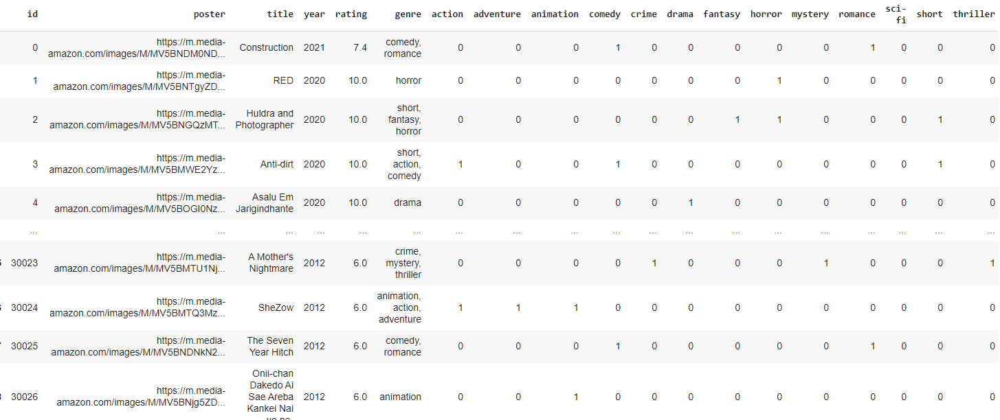 id poster title year rating genre action adventure animation comedy crime drama fantasy horror mystery romance sci-fi short thriller
0 https://m.media-amazon.com/images/M/MV5BNDM0ND... Construction 2021 7.4 comedy, romance 0 0 0 1 0 0 0 0 0 1 0 0 0
1 https://m.media-amazon.com/images/M/MV5BNTgyZD... RED 2020 10.0 horror 0 0 0 0 0 0 0 1 0 0 0 0 0
2 https://m.media-amazon.com/images/M/MV5BNGQzMT... Huldra and Photographer 2020 10.0 short, fantasy, horror 0 0 0 0 0 0 1 1 0 0 0 1 0
3 https://m.media-amazon.com/images/M/MV5BMWE2Yz... Anti-dirt 2020 10.0 short, action, comedy 1 0 0 1 0 0 0 0 0 0 0 1 0
4 https://m.media-amazon.com/images/M/MV5BOGI0Nz... Asalu Em Jarigindhante 2020 10.0 drama 0 0 0 0 0 1 0 0 0 0 0 0 0
... ... ... ... ... ... ... ... ... ... ... ... ... ... ... ... ... ... ...
30023 https://m.media-amazon.com/images/M/MV5BMTU1Nj... A Mother's Nightmare 2012 6.0 crime, mystery, thriller 0 0 0 0 1 0 0 0 1 0 0 0 1
30024 https://m.media-amazon.com/images/M/MV5BMTQ3Mz... SheZow 2012 6.0 animation, action, adventure 1 1 1 0 0 0 0 0 0 0 0 0 0
30025 https://m.media-amazon.com/images/M/MV5BNDNkN2... The Seven Year Hitch 2012 6.0 comedy, romance 0 0 0 1 0 0 0 0 0 1 0 0 0
30026 https://m.media-amazon.com/images/M/MV5BNjg5ZD... Onii-chan Dakedo Ai Sae Areba Kankei Nai 2012 6.0 animation 0 0 1 0 0 0 0 0 0 0 0 0 0